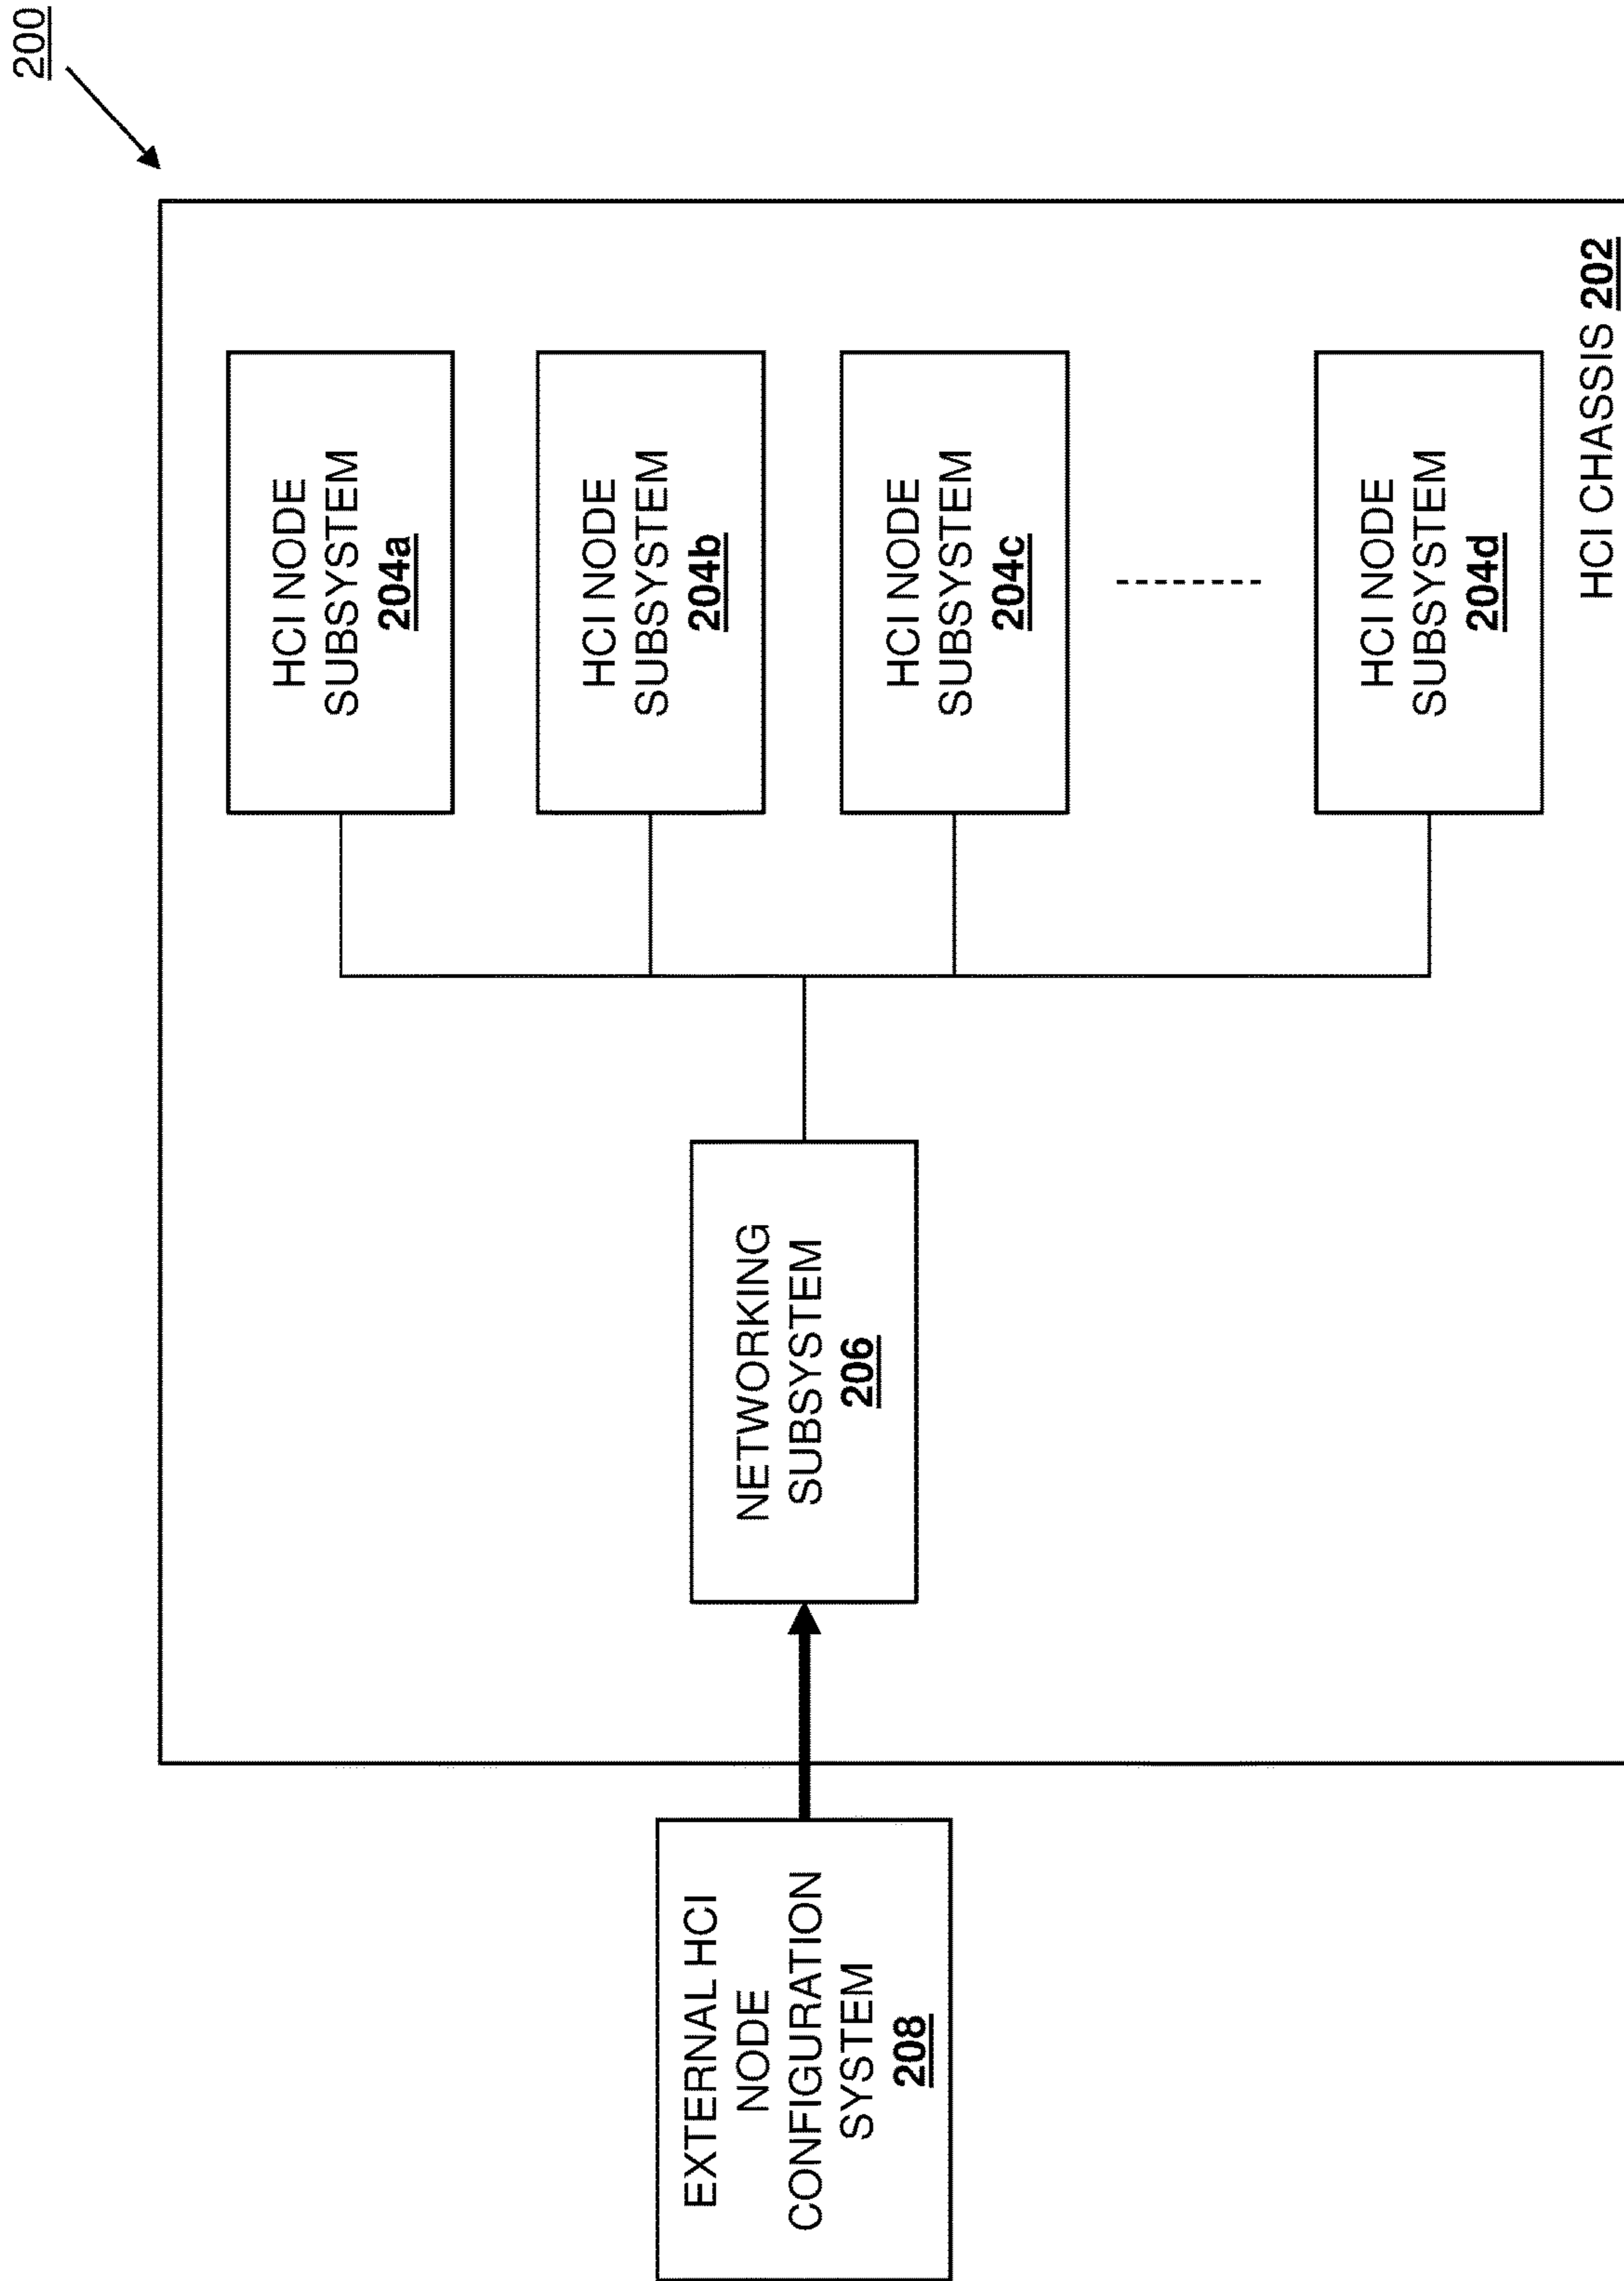 200
HCI NODE
SUBSYSTEM
204a
HCI NODE
SUBSYSTEM
204b
HCI NODE
SUBSYSTEM
204c
HCI NODE
SUBSYSTEM
204d
HCI CHASSIS 202
NETWORKING
SUBSYSTEM
206
EXTERNAL HCI
NODE
CONFIGURATION
SYSTEM
208